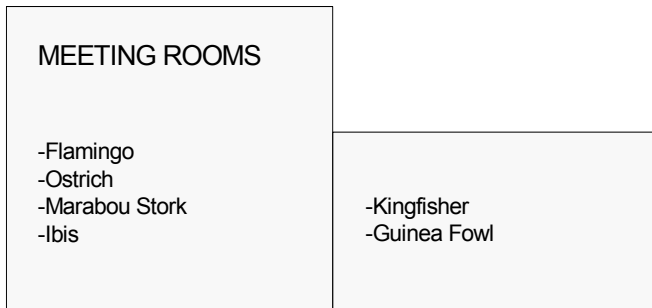 MEETING ROOMS
-Flamingo
-Ostrich
-Marabou Stork
-Ibis
-Kingfisher
-Guinea Fowl